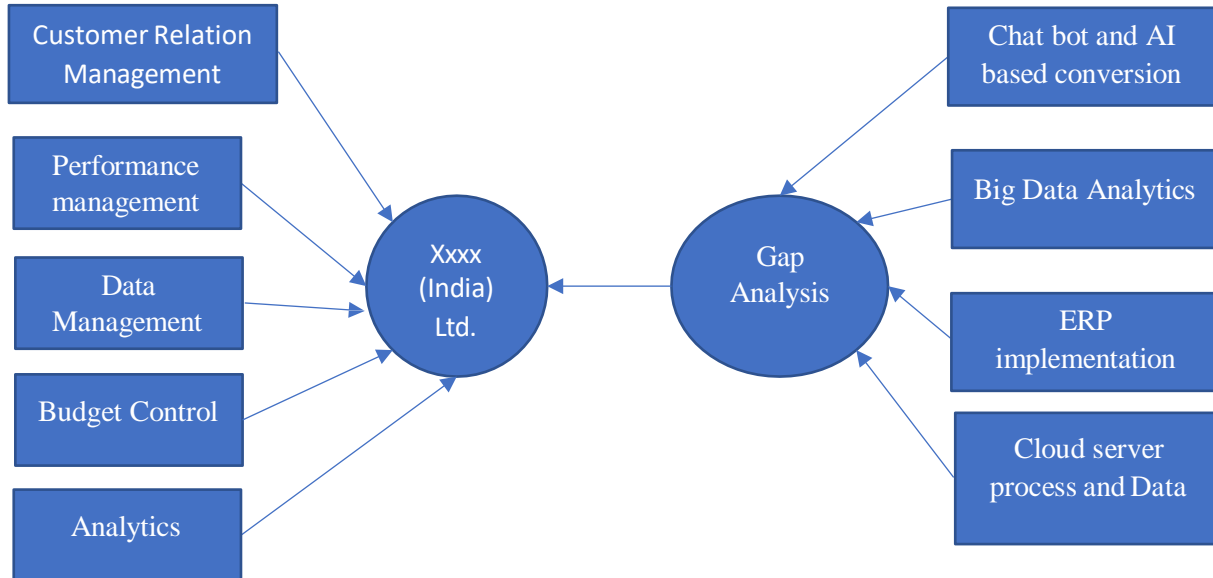 Customer Relation
Management
Performance
management
Data
Management
Budget Control
Analytics
Xxxx
(India)
Ltd.
Gap
Analysis
Chat bot and AI
based conversion
Big Data Analytics
ERP
implementation
Cloud server
process and Data